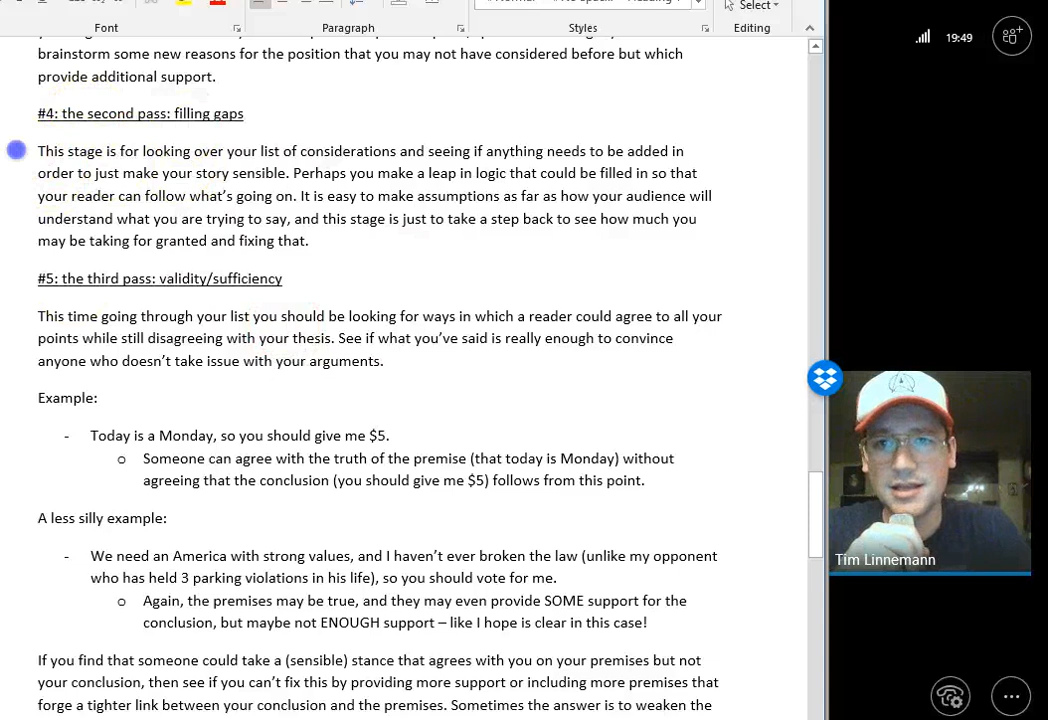 Select
Font
Paragraph
Styles
Editing
brainstorm some new reasons for the position that you may not have considered before but which
provide additional support.
#4: the second pass: filling gaps
This stage is for looking over your list of considerations and seeing if anything needs to be added in
order to just make your story sensible. Perhaps you make a leap in logic that could be filled in so that
your reader can follow what's going on. It is easy to make assumptions as far as how your audience will
understand what you are trying to say, and this stage is just to take a step back to see how much you
may be taking for granted and fixing that.
#5: the third pass: validity/sufficiency
This time going through your list you should be looking for ways in which a reader could agree to all your
points while still disagreeing with your thesis. See if what you've said is really enough to convince
anyone who doesn't take issue with your arguments.
Example:
- Today is a Monday, so you should give me $5.
o Someone can agree with the truth of the premise (that today is Monday) without
agreeing that the conclusion (you should give me $5) follows from this point.
A less silly example:
- We need an America with strong values, and I haven't ever broken the law (unlike my opponent
who has held 3 parking violations in his life), so you should vote for me.
o Again, the premises may be true, and they may even provide SOME support for the
conclusion, but maybe not ENOUGH support – like I hope is clear in this case!
If you find that someone could take a (sensible) stance that agrees with you on your premises but not
your conclusion, then see if you can't fix this by providing more support or including more premises that
forge a tighter link between your conclusion and the premises. Sometimes the answer is to weaken the
19:49
Tim Linnemann